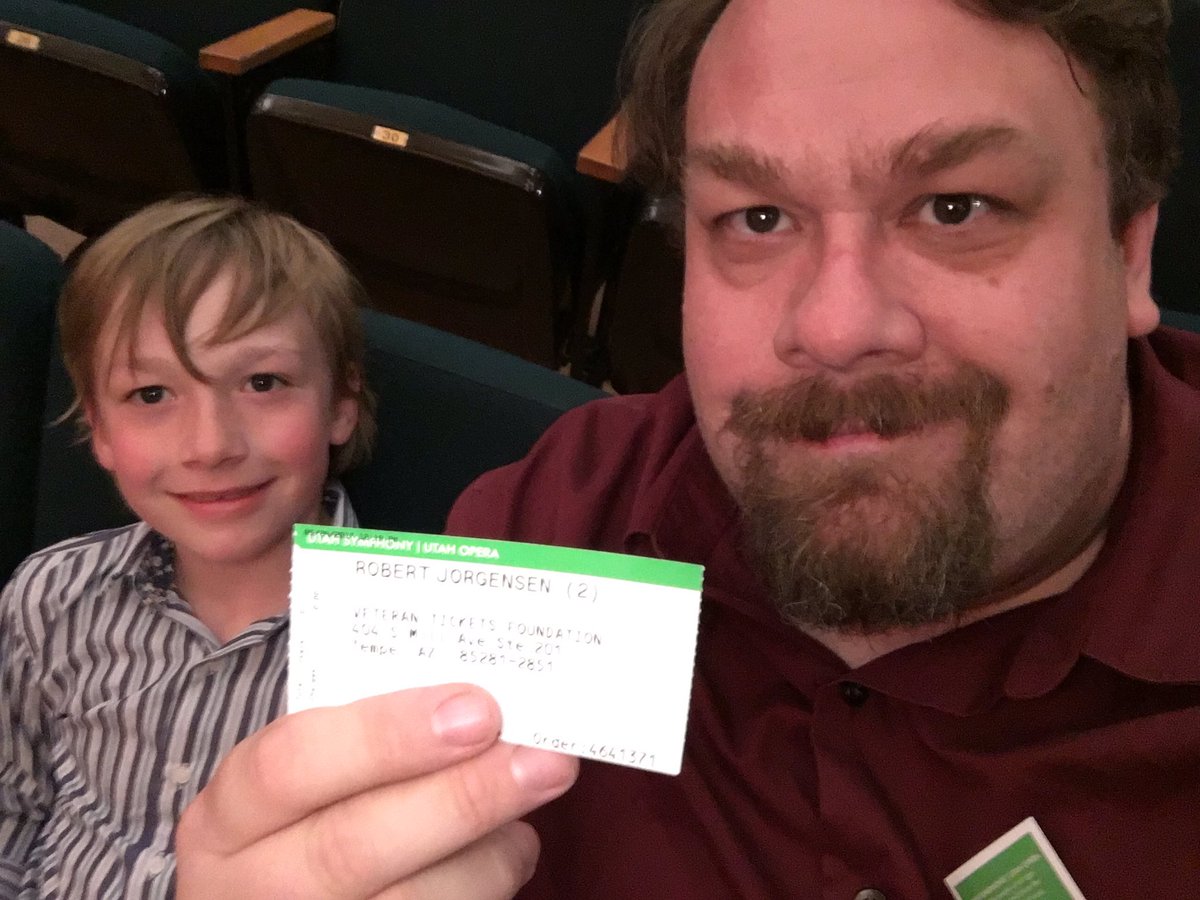 30
UTAH SYMPHONY | UTAH OPERA
ROBERT JORGENSEN (2)
VETERAN TICKETS FOUNDATION
404 S M Ave Ste 201
Tempe AZ 85281-2851
Order:4641371